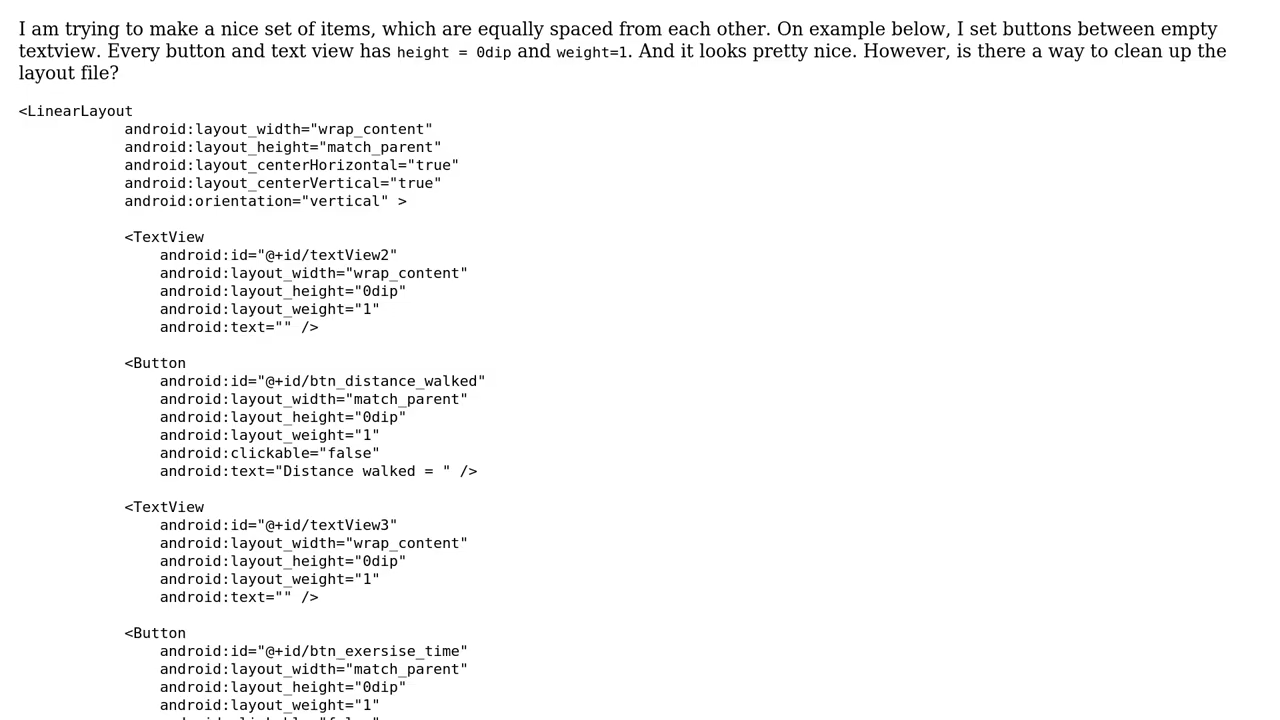 I am trying to make a nice set of items, which are equally spaced from each other. On example below, I set buttons between empty
textview. Every button and text view has height = 0dip and weight=1. And it looks pretty nice. However, is there a way to clean up the
layout file?
<LinearLayout
android:layout_width="wrap_content"
android:layout_height="match_parent"
android:layout_centerHorizontal="true"
android:layout_centerVertical="true"
android:orientation="vertical" >
<TextView
android:id="@+id/textView2"
android:layout_width="wrap_content"
android:layout_height="0dip"
android:layout_weight="1"
android:text="" />
<Button
android:id="@+id/btn_distance_walked"
android:layout_width="match_parent"
android:layout_height="0dip"
android:layout_weight="1"
android:clickable="false"
android:text="Distance walked = " />
<TextView
android:id="@+id/textView3"
android:layout_width="wrap_content"
android:layout_height="0dip"
android:layout_weight="1"
android:text="" />
<Button
android:id="@+id/btn_exersise_time"
android:layout_width="match_parent"
android:layout_height="0dip"
android:layout_weight="1"